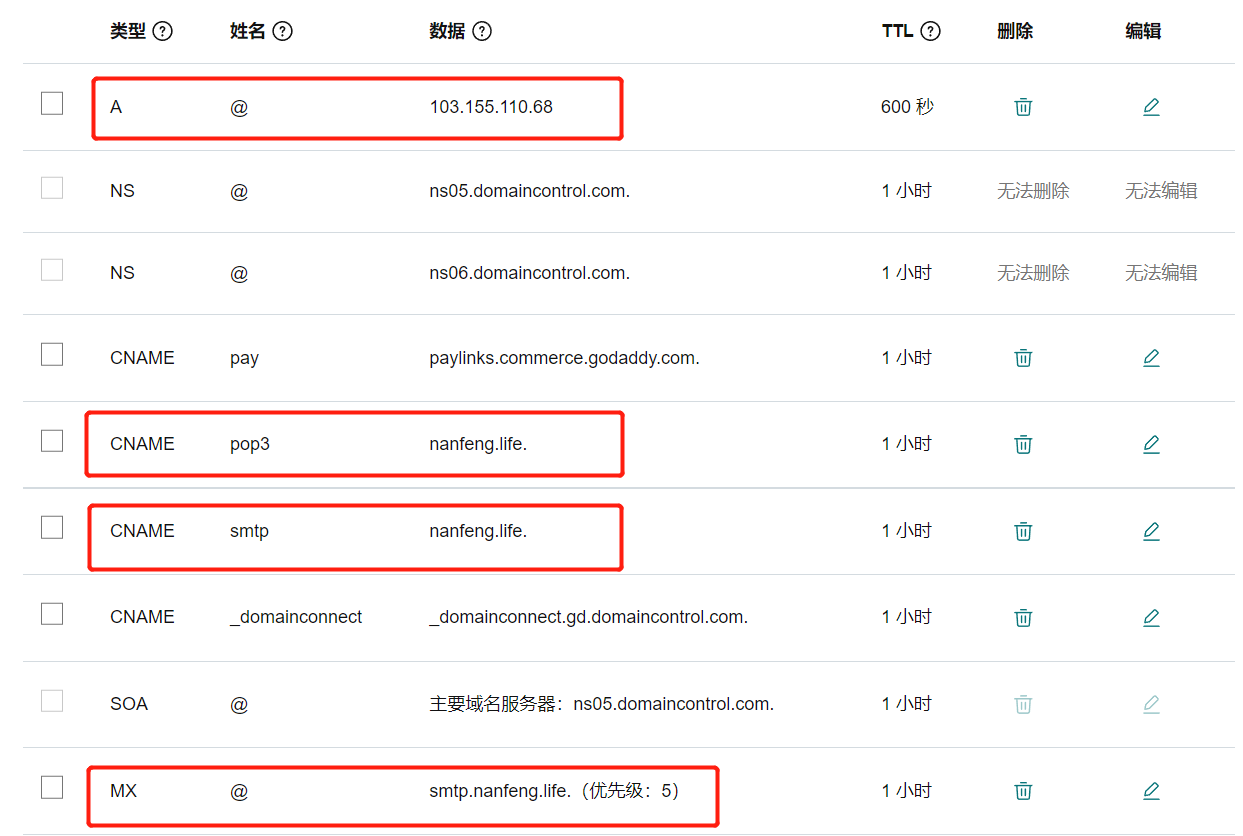 类型 ? 姓名 ? 数据 ? TTL ? 删除 编辑
A @ 103.155.110.68 600 秒
NS @ ns05.domaincontrol.com. 1 小时 无法删除 无法编辑
NS @ ns06.domaincontrol.com. 1 小时 无法删除 无法编辑
CNAME pay paylinks.commerce.godaddy.com. 1 小时
CNAME pop3 nanfeng.life. 1 小时
CNAME smtp nanfeng.life. 1 小时
CNAME _domainconnect _domainconnect.gd.domaincontrol.com. 1 小时
SOA @ 主要域名服务器：ns05.domaincontrol.com. 1 小时
MX @ smtp.nanfeng.life.（优先级：5） 1 小时